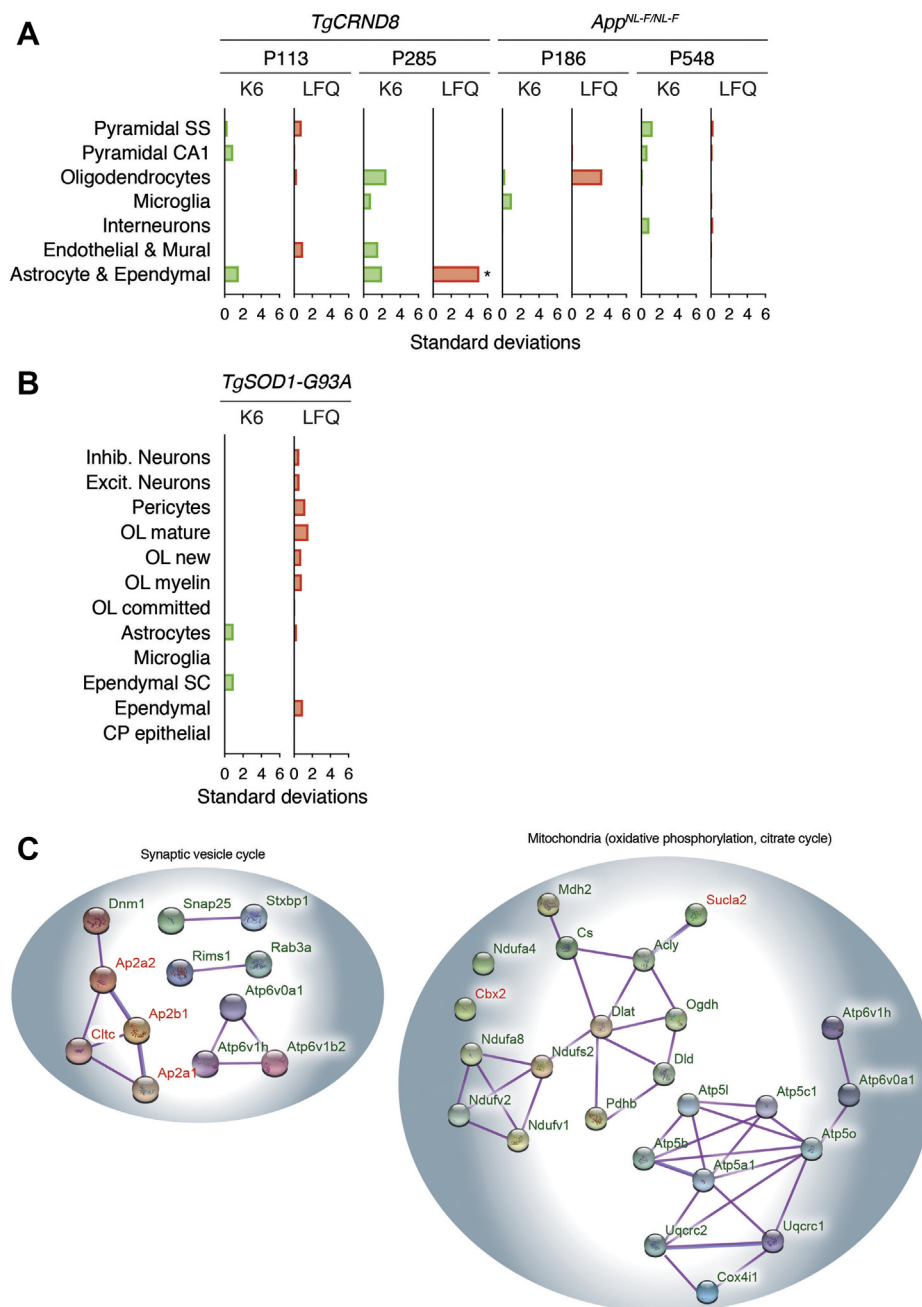 A
TgCRND8 App^NL-F/NL-F
P113 P285 P186 P548
K6 LFQ K6 LFQ K6 LFQ K6 LFQ
Pyramidal SS
Pyramidal CA1
Oligodendrocytes
Microglia
Interneurons
Endothelial & Mural
Astrocyte & Ependymal *
0 2 4 6 0 2 4 6 0 2 4 6 0 2 4 6 0 2 4 6 0 2 4 6 0 2 4 6 0 2 4 6
Standard deviations
B
TgSOD1-G93A
K6 LFQ
Inhib. Neurons
Excit. Neurons
Pericytes
OL mature
OL new
OL myelin
OL committed
Astrocytes
Microglia
Ependymal SC
Ependymal
CP epithelial
0 2 4 6 0 2 4 6
Standard deviations
C
Synaptic vesicle cycle
Dnm1 Snap25 Stxbp1
Rims1 Rab3a
Ap2a2
Atp6v0a1
Ap2b1
Cltc Atp6v1h Atp6v1b2
Ap2a1
Mitochondria (oxidative phosphorylation, citrate cycle)
Mdh2 Sucla2
Cs Acly
Ndufa4
Cbx2 Dlat Ogdh Atp6v1h
Ndufa8 Ndufs2 Dld Atp6v0a1
Ndufv2 Pdhb Atp5l Atp5c1
Ndufv1 Atp5b Atp5o
Atp5a1
Uqcrc2 Uqcrc1
Cox4i1